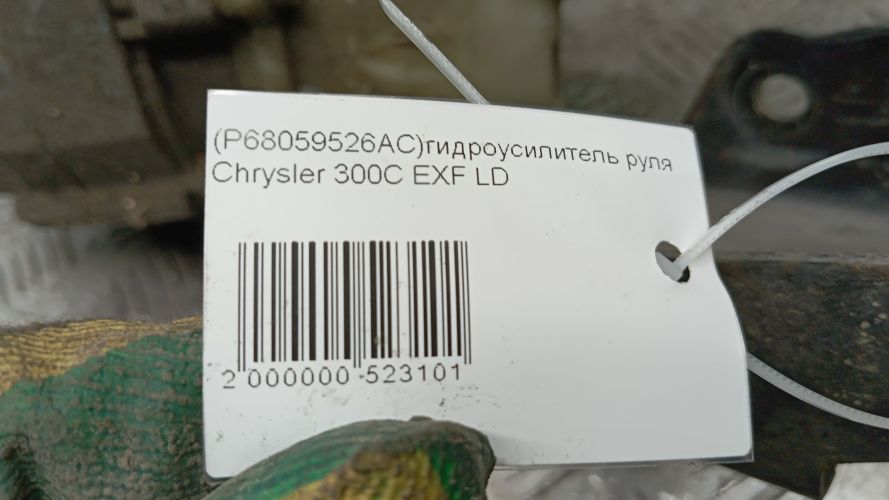 (P68059526AC)гидроусилитель руля
Chrysler 300C EXF LD
2 000000 523101